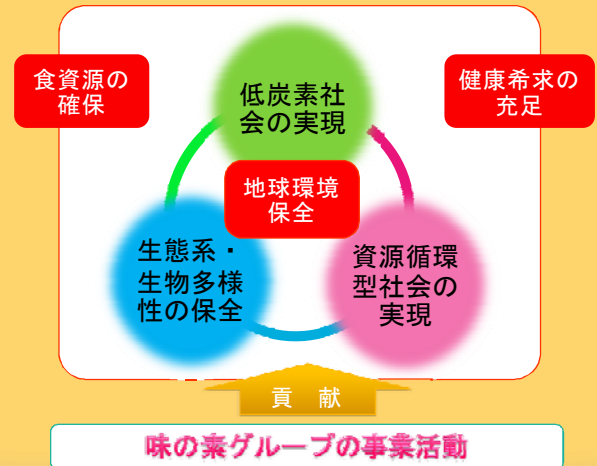 食資源の
確保
健康希求の
充足
低炭素社
会の実現
地球環境
保全
生態系・
生物多様
性の保全
資源循環
型社会の
実現
貢 献
味の素グループの事業活動